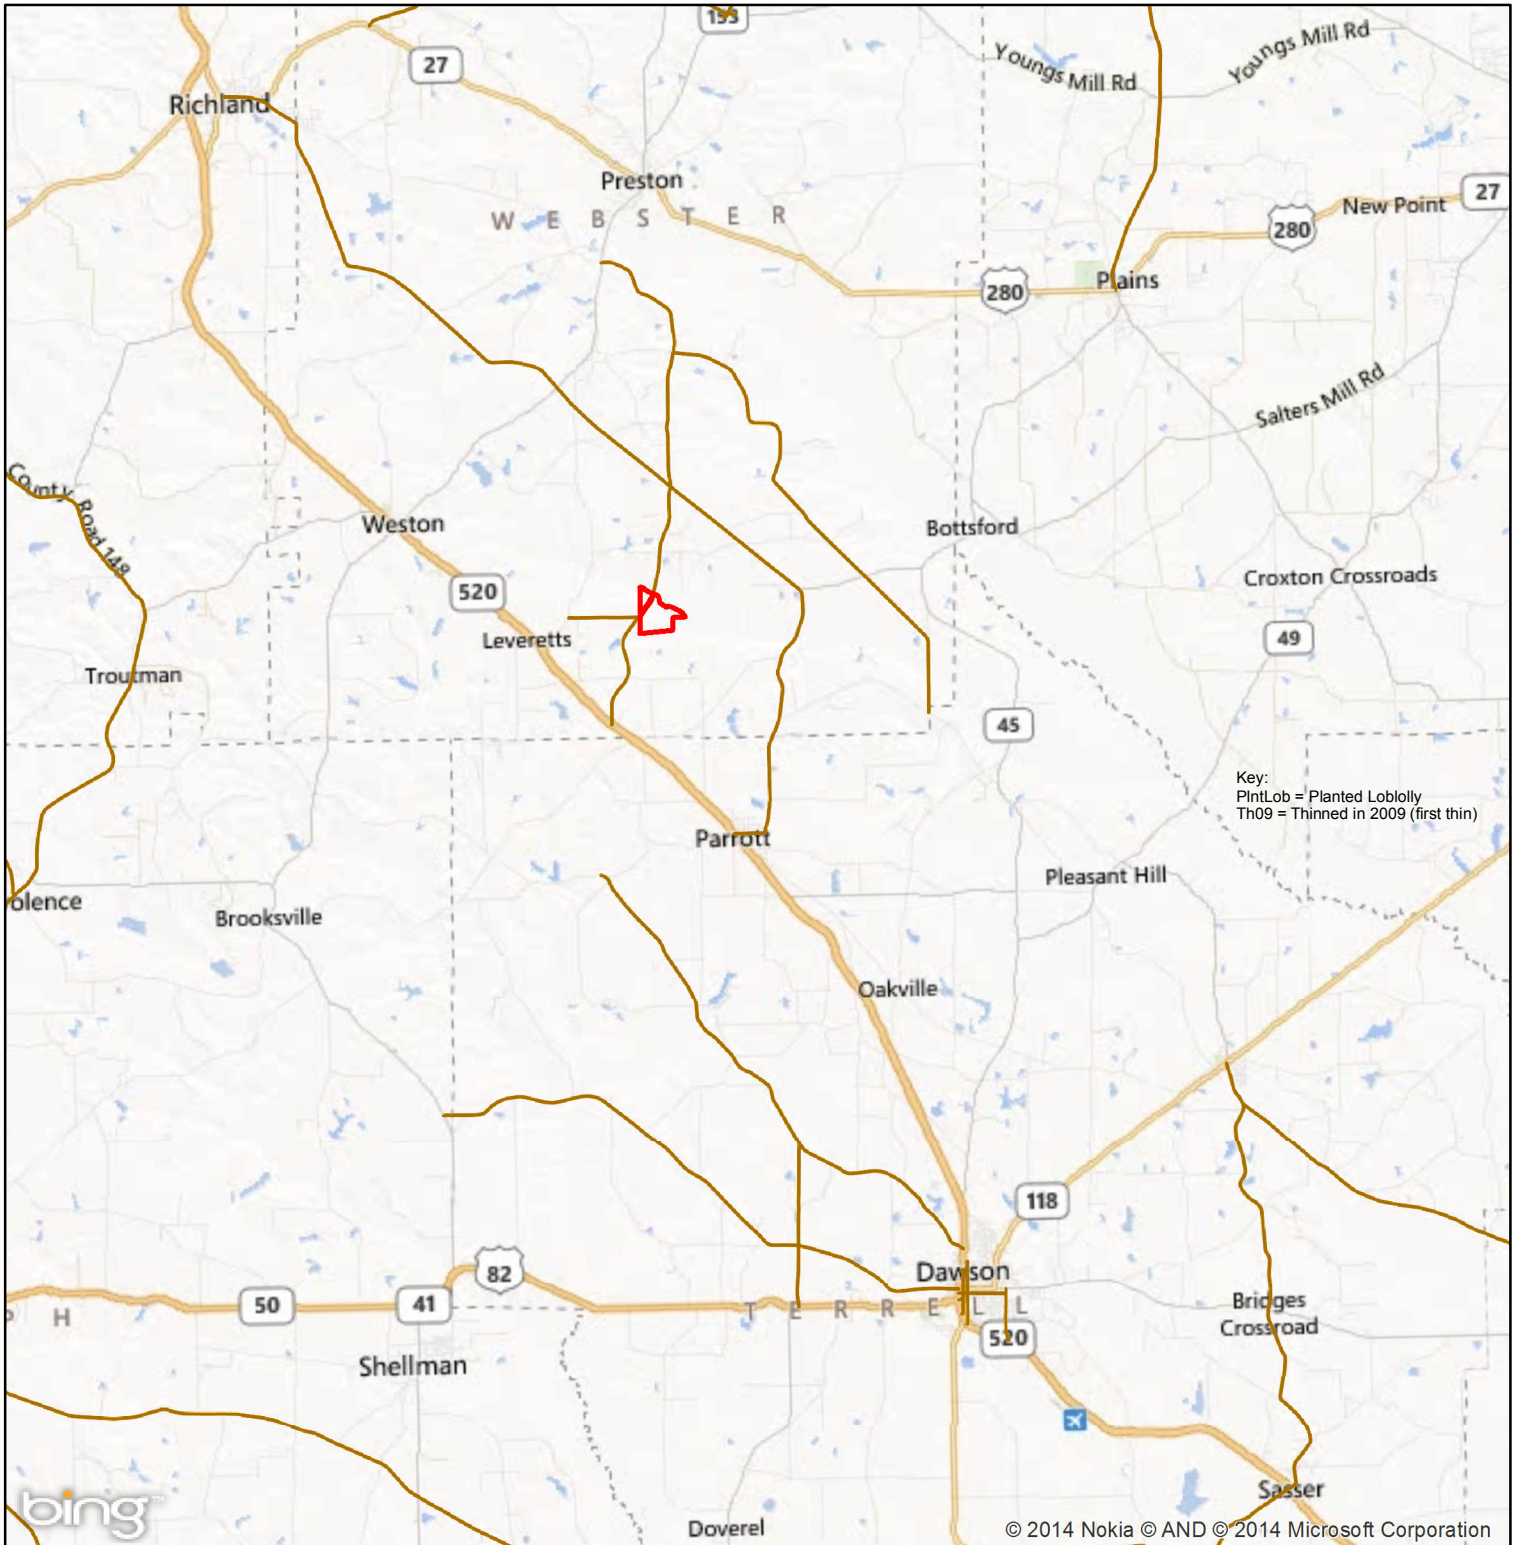 153
Youngs Mill Rd
Youngs Mill Rd
27
Richland
Preston
27
New Point
WEBSTER
280
Plains
280
Salters Mill Rd
County Road 148
Weston
Bottsford
520
Croxton Crossroads
Leveretts
49
Troutman
45
Key:
PlntLob = Planted Loblolly
Th09 = Thinned in 2009 (first thin)
Parrott
Pleasant Hill
olence
Brooksville
Oakville
118
82
Dawson
50
41
P H
TERRELL
Bridges
Crossroad
520
Shellman
Sasser
bing™
Doverel
© 2014 Nokia © AND © 2014 Microsoft Corporation